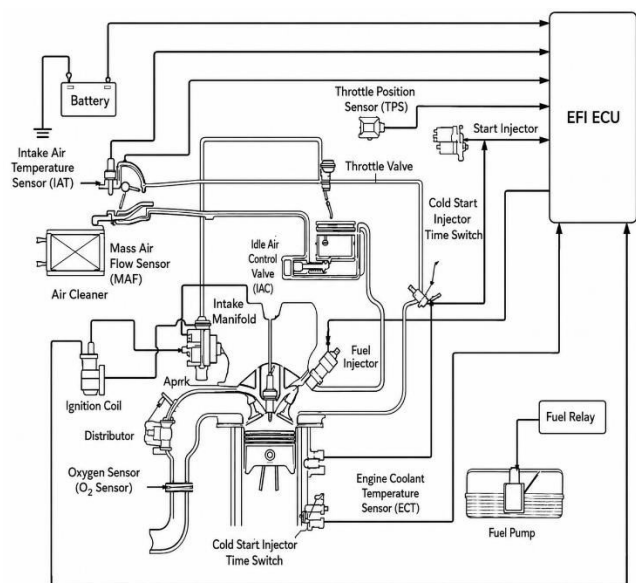 Battery
EFI ECU
Throttle Position
Sensor (TPS)
Start Injector
Intake Air
Temperature
Sensor (IAT)
Throttle Valve
Cold Start
Injector
Time Switch
Mass Air
Flow Sensor
(MAF)
Air Cleaner
Idle Air
Control
Valve
(IAC)
Intake
Manifold
Fuel
Injector
Aprrk
Ignition Coil
Distributor
Fuel Relay
Oxygen Sensor
(O₂ Sensor)
Engine Coolant
Temperature
Sensor (ECT)
Fuel Pump
Cold Start Injector
Time Switch